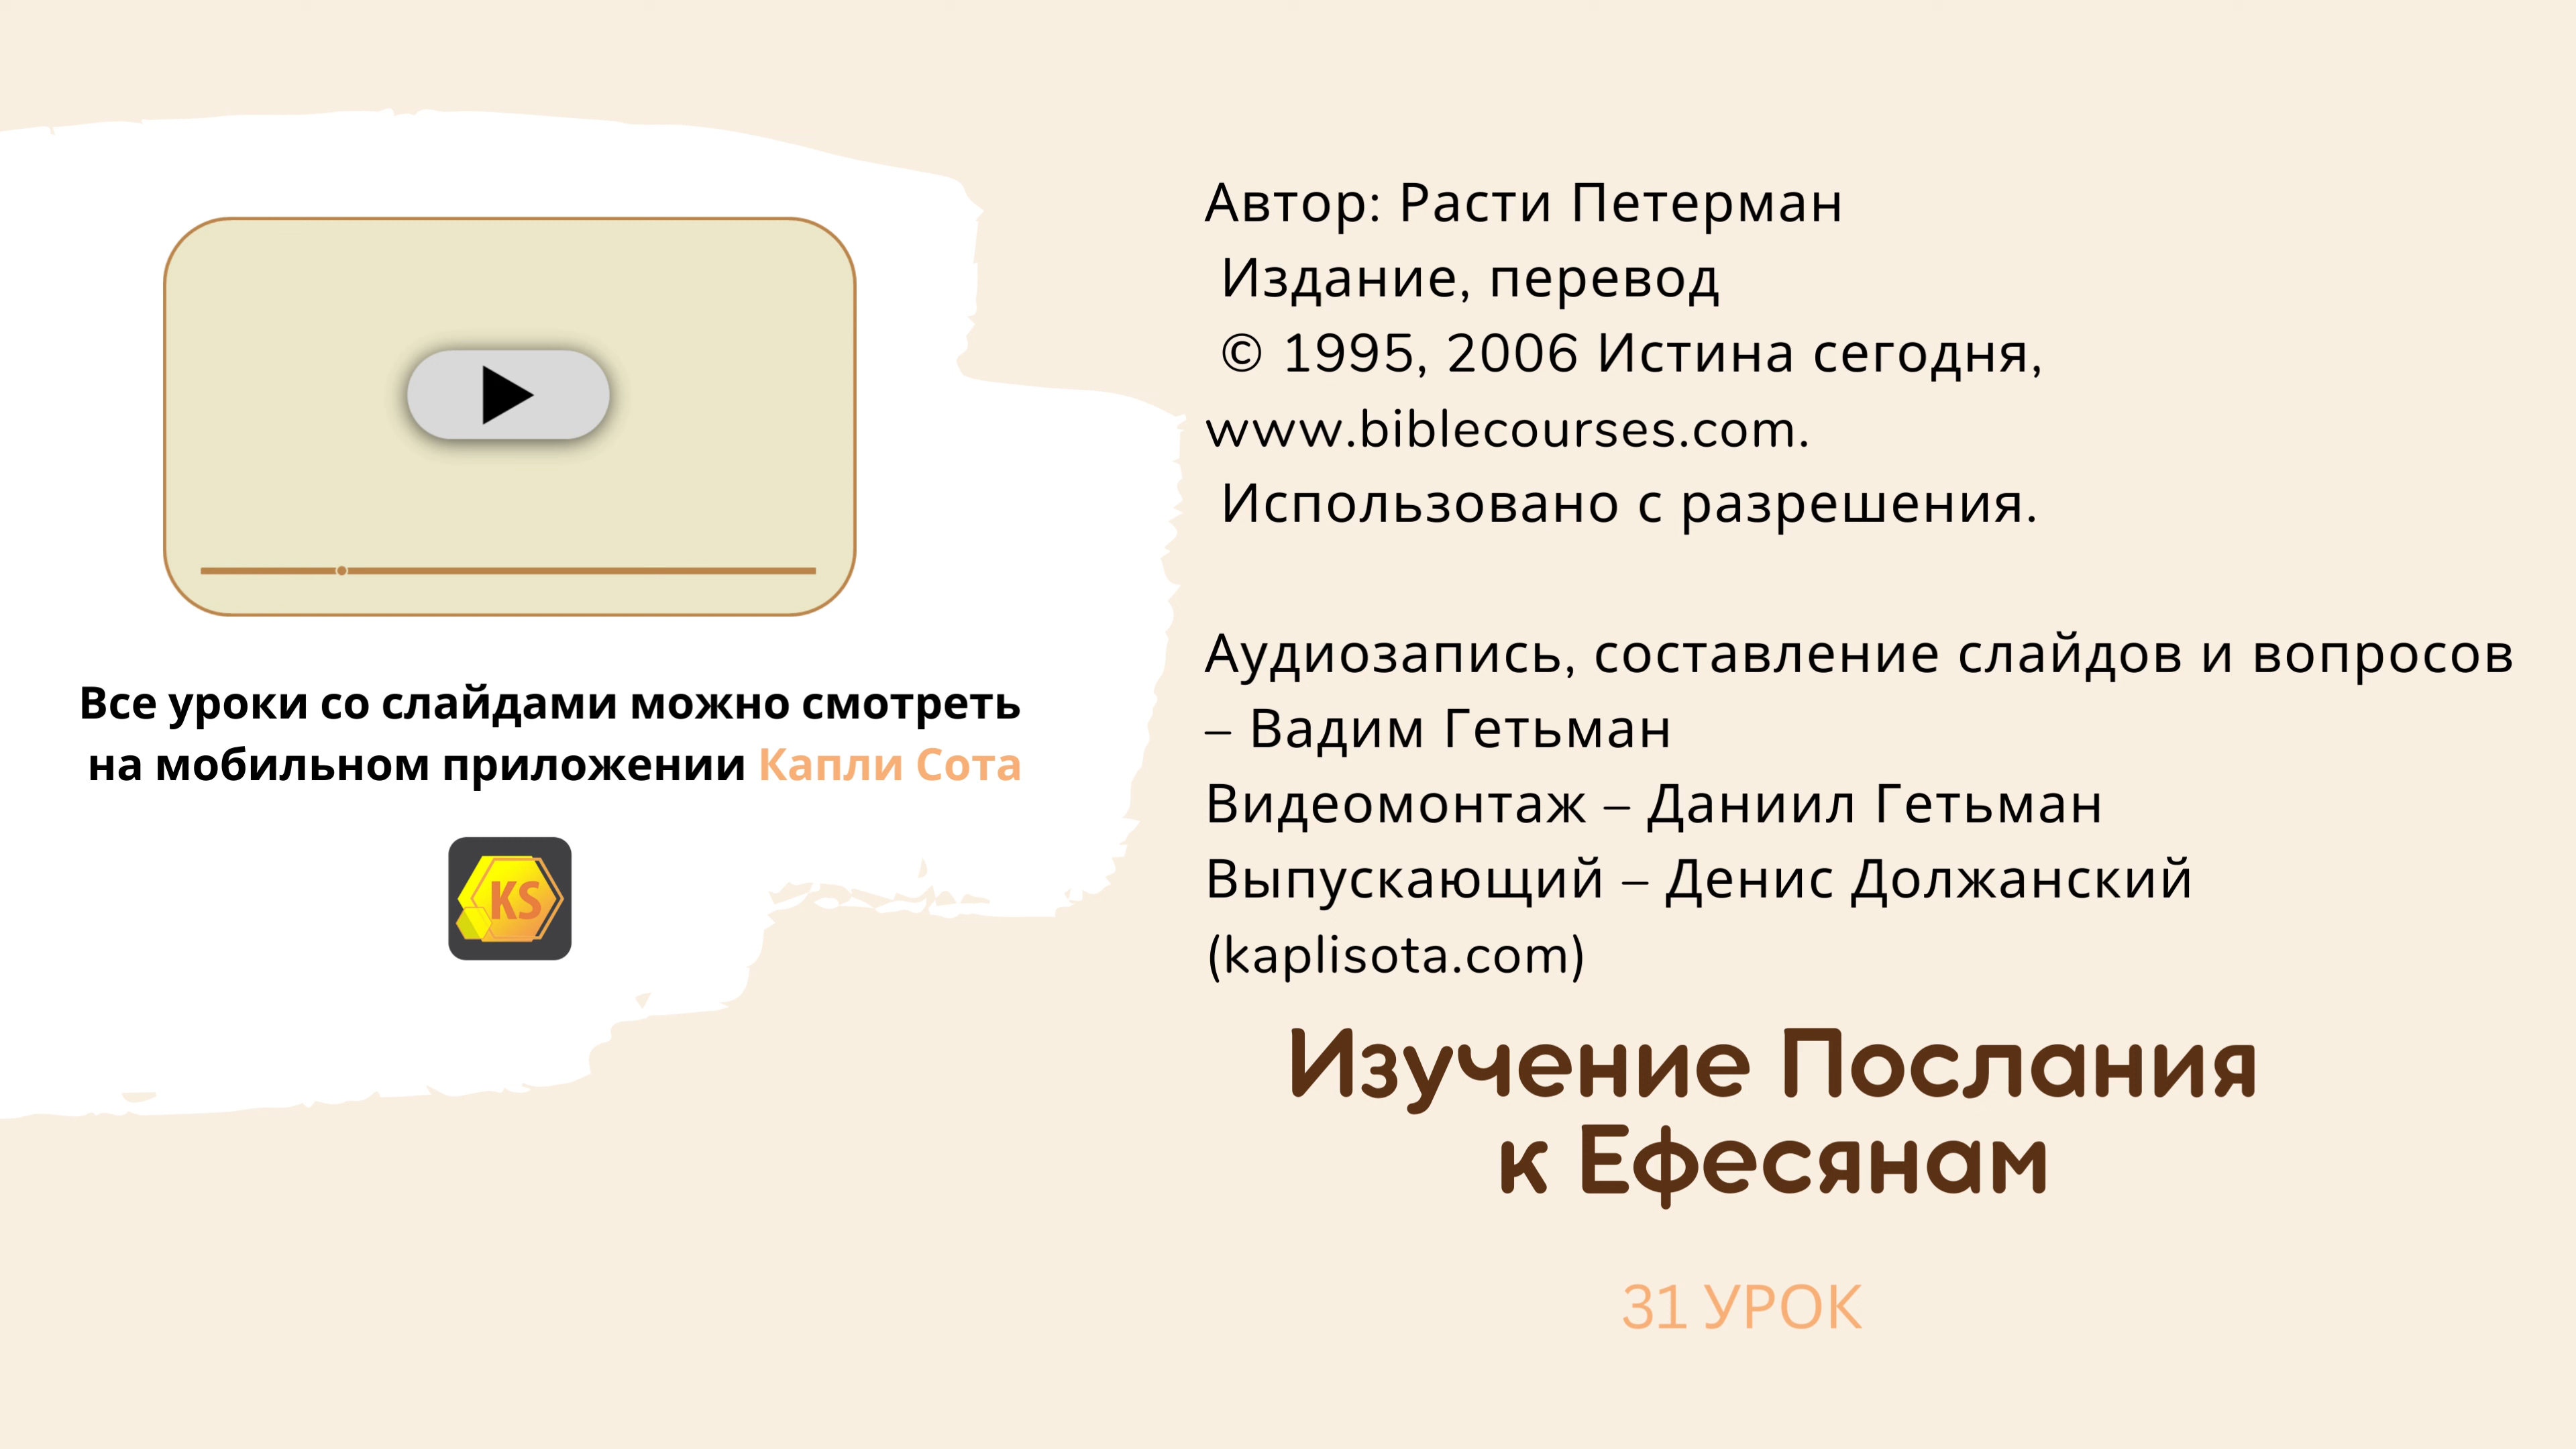 Все уроки со слайдами можно смотреть
на мобильном приложении Капли Сота
KS
Автор: Расти Петерман
Издание, перевод
© 1995, 2006 Истина сегодня,
www.biblecourses.com.
Использовано с разрешения.
Аудиозапись, составление слайдов и вопросов
– Вадим Гетьман
Видеомонтаж – Даниил Гетьман
Выпускающий – Денис Должанский
(kaplisota.com)
Изучение Послания
к Ефесянам
31 УРОК